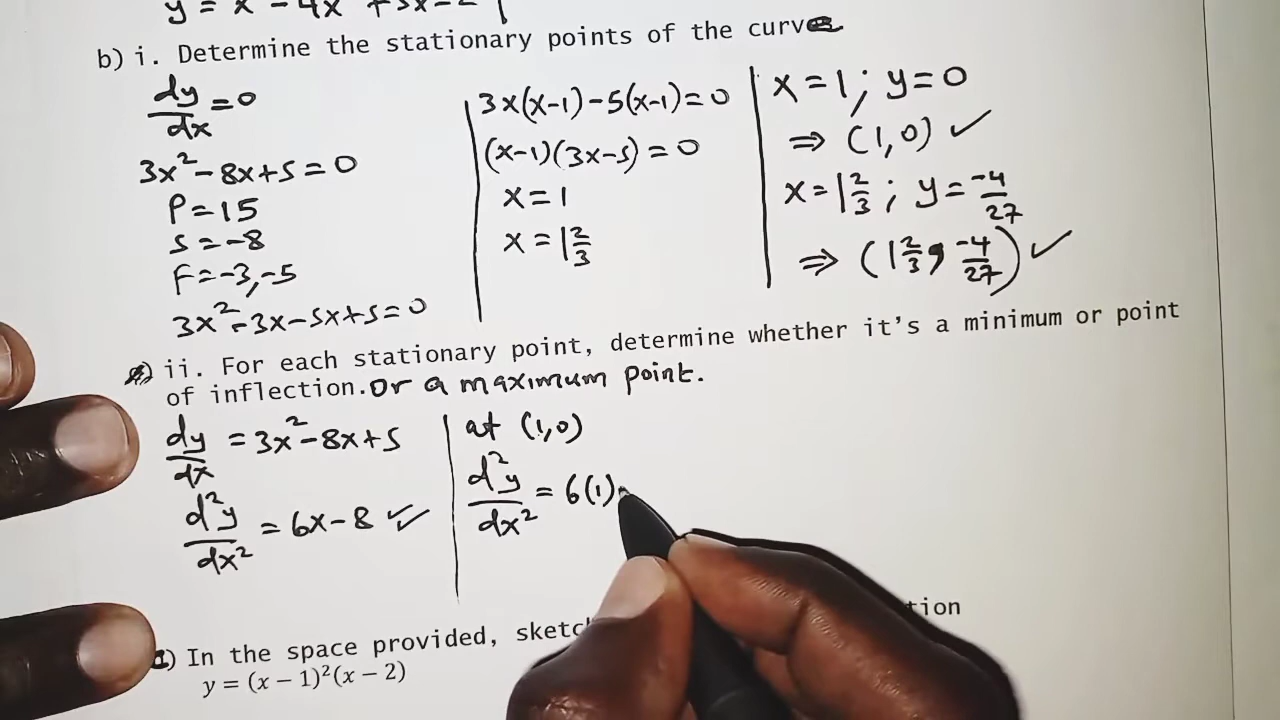 y = x - 4x + 5x - 2
b) i. Determine the stationary points of the curve
dy/dx = 0
3x² - 8x + 5 = 0
P = 15
S = -8
F = -3, -5
3x² - 3x - 5x + 5 = 0
3x(x-1) - 5(x-1) = 0
(x-1)(3x-5) = 0
x = 1
x = 1 2/3
x = 1 ; y = 0
⇒ (1,0) ✓
x = 1 2/3 ; y = -4/27
⇒ (1 2/3, -4/27) ✓
ii. For each stationary point, determine whether it's a minimum or point
of inflection. or a maximum point.
dy/dx = 3x² - 8x + 5
d²y/dx² = 6x - 8 ✓
at (1,0)
d²y/dx² = 6(1)
c) In the space provided, sketch
y = (x − 1)²(x − 2)